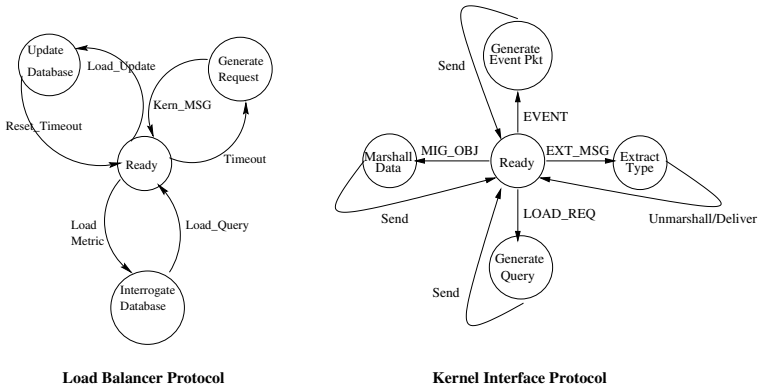 Update
Database
Load_Update
Generate
Request
Kern_MSG
Reset_Timeout
Ready
Timeout
Load
Metric
Load_Query
Interrogate
Database
Load Balancer Protocol
Generate
Event Pkt
Send
EVENT
Marshall
Data
MIG_OBJ
Ready
EXT_MSG
Extract
Type
Send
LOAD_REQ
Unmarshall/Deliver
Generate
Query
Send
Kernel Interface Protocol